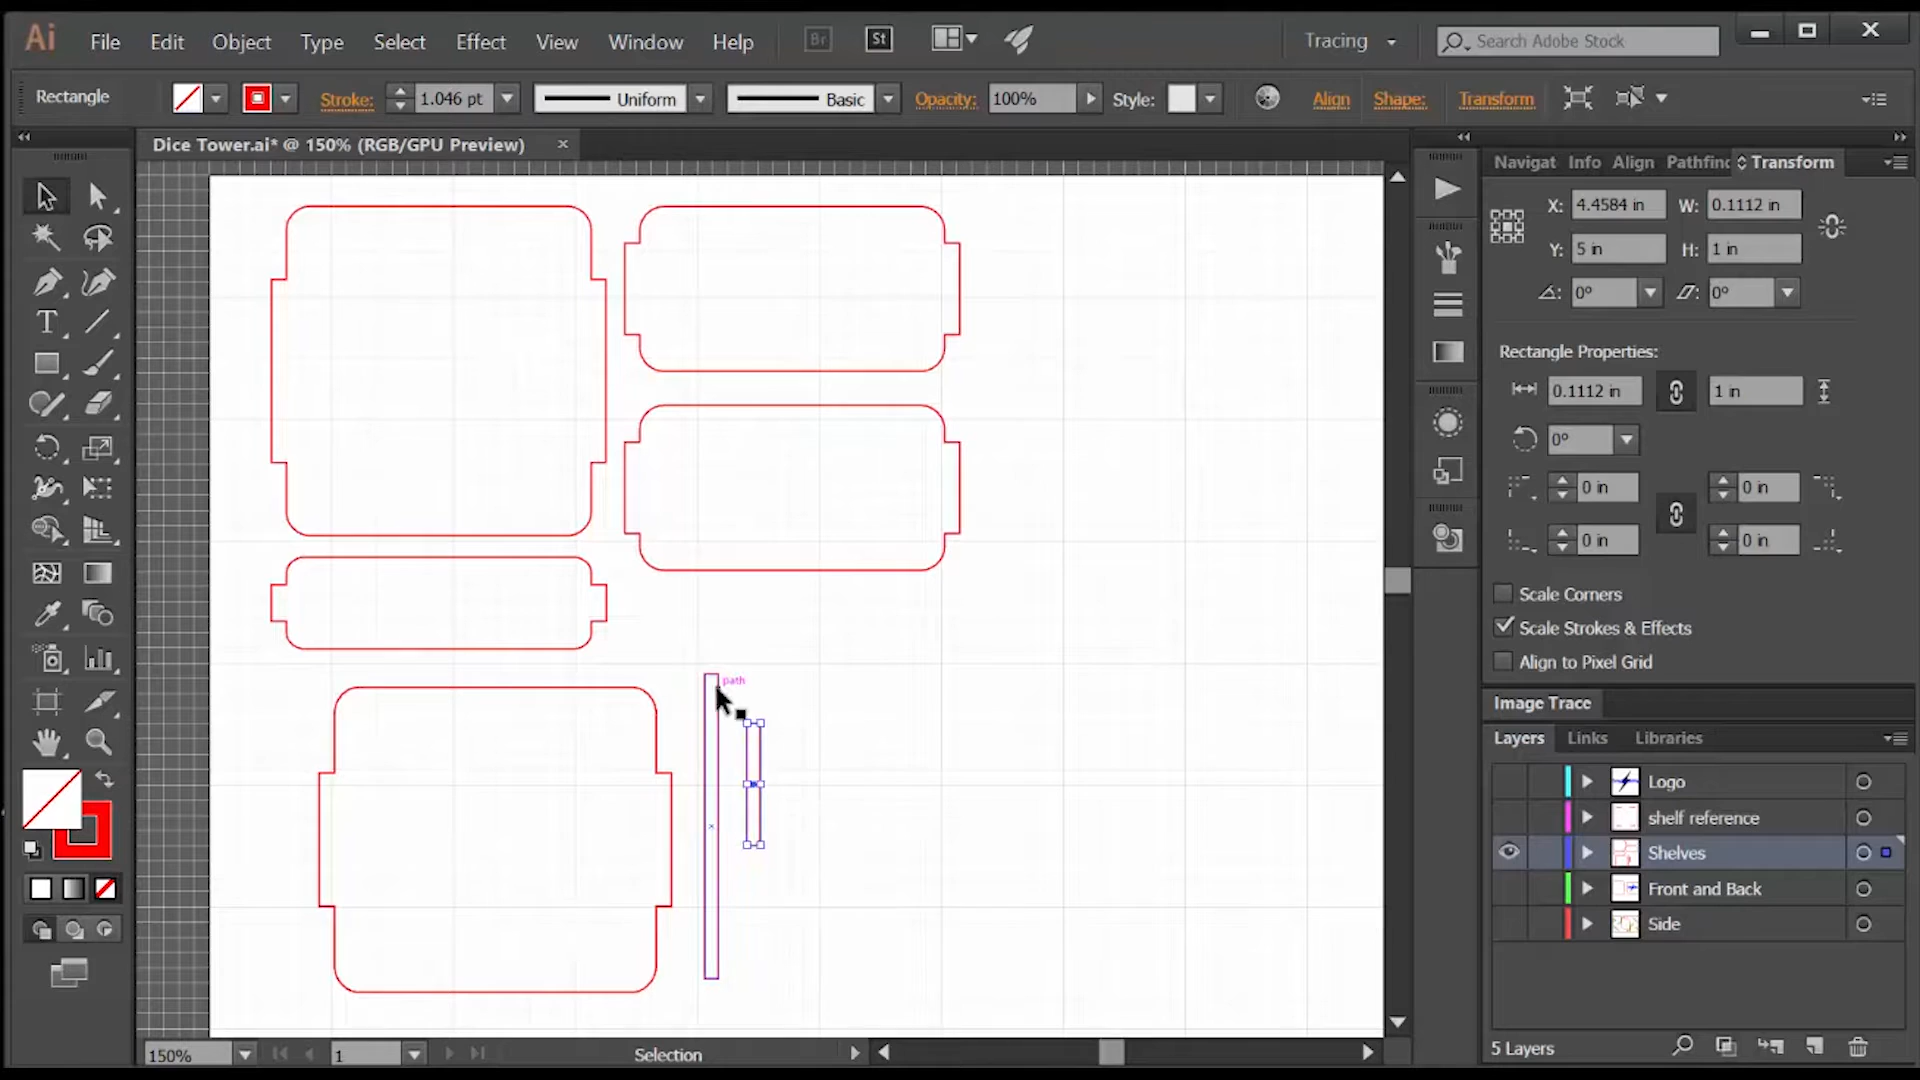 Ai File Edit Object Type Select Effect View Window Help Br St Tracing Search Adobe Stock
Rectangle Stroke: 1.046 pt Uniform Basic Opacity: 100% Style: Align Shape: Transform
Dice Tower.ai* @ 150% (RGB/GPU Preview) ×
Navigat Info Align Pathfind Transform
X: 4.4584 in W: 0.1112 in
Y: 5 in H: 1 in
0° 0°
Rectangle Properties:
0.1112 in 1 in
0°
0 in 0 in
0 in 0 in
Scale Corners
Scale Strokes & Effects
Align to Pixel Grid
path
Image Trace
Layers Links Libraries
Logo
shelf reference
Shelves
Front and Back
Side
5 Layers
150% 1 Selection